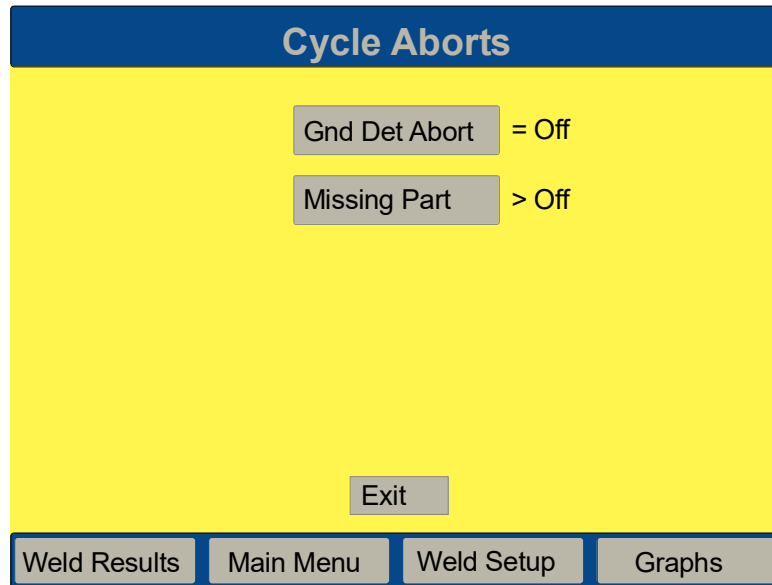 Cycle Aborts
Gnd Det Abort = Off
Missing Part > Off
Exit
Weld Results Main Menu Weld Setup Graphs